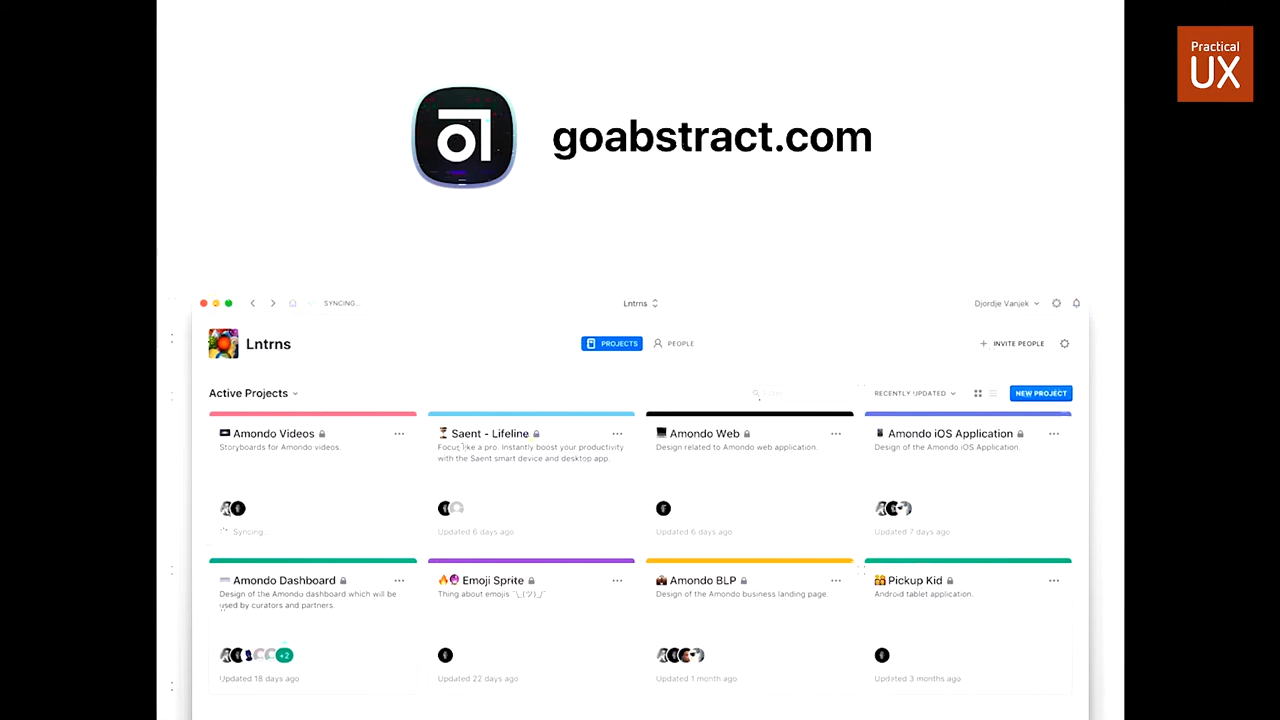 Practical
UX
goabstract.com
SYNCING...
Lntrns
Djordje Vanjek
Lntrns
PROJECTS
PEOPLE
INVITE PEOPLE
Active Projects
Filter
RECENTLY UPDATED
NEW PROJECT
Amondo Videos
Storyboards for Amondo videos.
Syncing...
Saent - Lifeline
Focus like a pro. Instantly boost your productivity
with the Saent smart device and desktop app.
Updated 6 days ago
Amondo Web
Design related to Amondo web application.
Updated 6 days ago
Amondo iOS Application
Design of the Amondo iOS Application.
Updated 7 days ago
Amondo Dashboard
Design of the Amondo dashboard which will be
used by curators and partners.
+2
Updated 18 days ago
Emoji Sprite
Thing about emojis ¯\_(ツ)_/¯
Updated 22 days ago
Amondo BLP
Design of the Amondo business landing page.
Updated 1 month ago
Pickup Kid
Android tablet application.
Updated 3 months ago